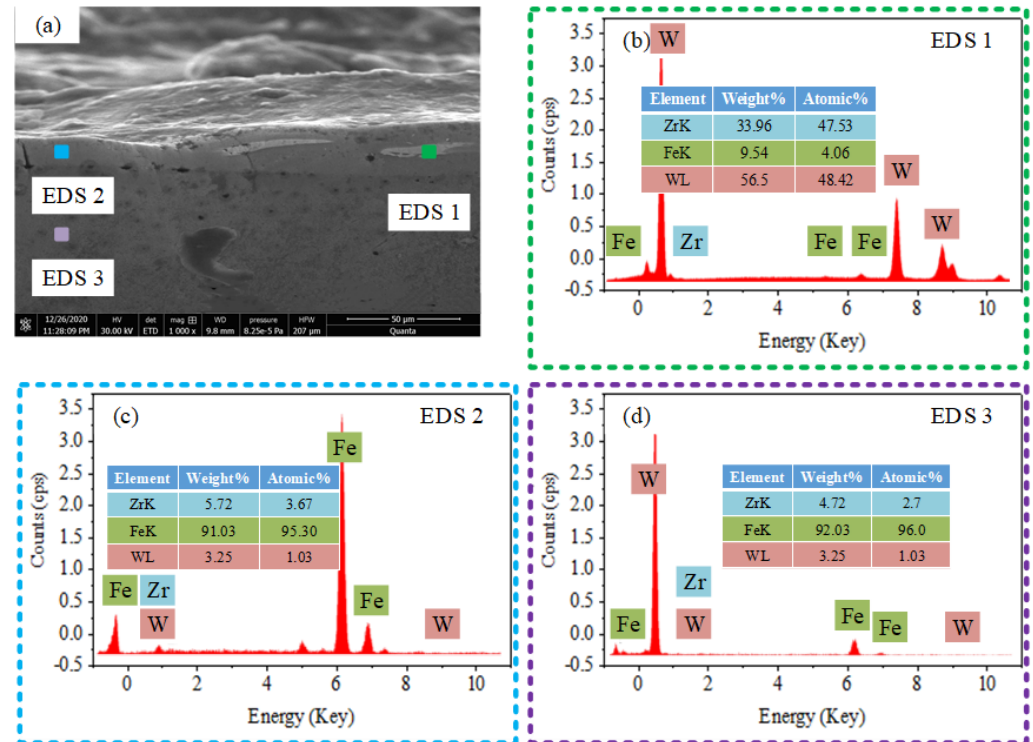 (a)
EDS 2
EDS 1
EDS 3
12/26/2020 HV det mag WD pressure HFW 50 µm
11:28:09 PM 30.00 kV ETD 1 000 x 9.8 mm 8.25e-5 Pa 207 µm Quanta
(b) EDS 1
Counts (cps)
3.5
3.0
2.5
2.0
1.5
1.0
0.5
0.0
-0.5
W
Element Weight% Atomic%
ZrK 33.96 47.53
FeK 9.54 4.06
WL 56.5 48.42
W
W
Fe Zr Fe Fe
0 2 4 6 8 10
Energy (Key)
(c) EDS 2
Counts (cps)
3.5
3.0
2.5
2.0
1.5
1.0
0.5
0.0
-0.5
Fe
Element Weight% Atomic%
ZrK 5.72 3.67
FeK 91.03 95.30
WL 3.25 1.03
Fe Zr Fe
W W
0 2 4 6 8 10
Energy (Key)
(d) EDS 3
Counts (cps)
3.5
3.0
2.5
2.0
1.5
1.0
0.5
0.0
-0.5
W
Element Weight% Atomic%
ZrK 4.72 2.7
FeK 92.03 96.0
WL 3.25 1.03
Zr
Fe W Fe Fe W
0 2 4 6 8 10
Energy (Key)